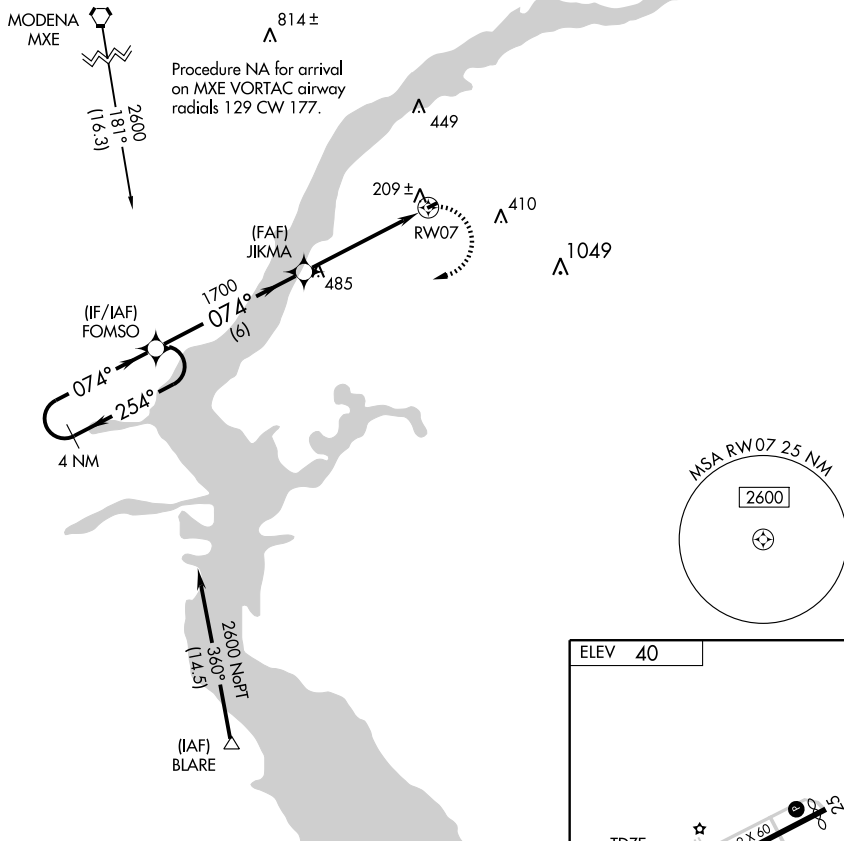 MODENA
MXE
814 ±
Procedure NA for arrival
on MXE VORTAC airway
radials 129 CW 177.
2600
181°
(16.3)
449
209 ±
410
RW07
(FAF)
JIKMA
1049
485
1700
074°
(6)
(IF/IAF)
FOMSO
074°
254°
4 NM
MSA RW07 25 NM
2600
2600 NoPT
360°
(14.5)
(IAF)
BLARE
ELEV 40
P
25
X 60